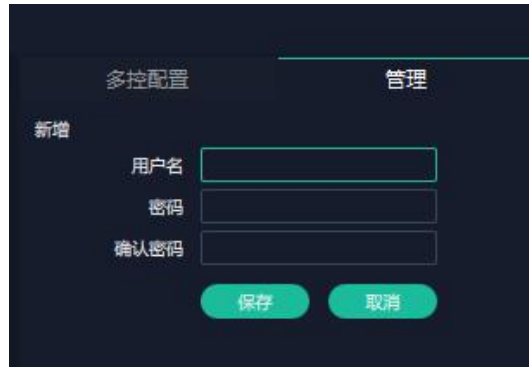 多控配置 管理
新增
用户名
密码
确认密码
保存 取消